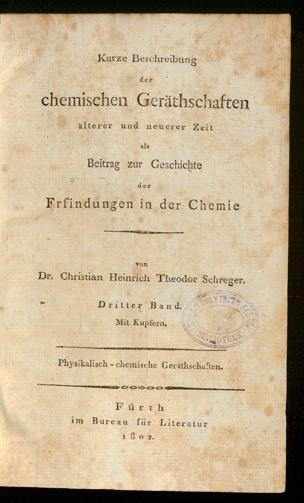 Kurze Beschreibung
der
chemischen Geräthschaften
älterer und neuerer Zeit
als
Beitrag zur Geschichte
der
Frfindungen in der Chemie
von
Dr. Christian Heinrich Theodor Schreger.
Dritter Band.
Mit Kupfern.
Physikalisch-chemische Geräthschaften.
Fürth
im Bureau für Literatur
1802.